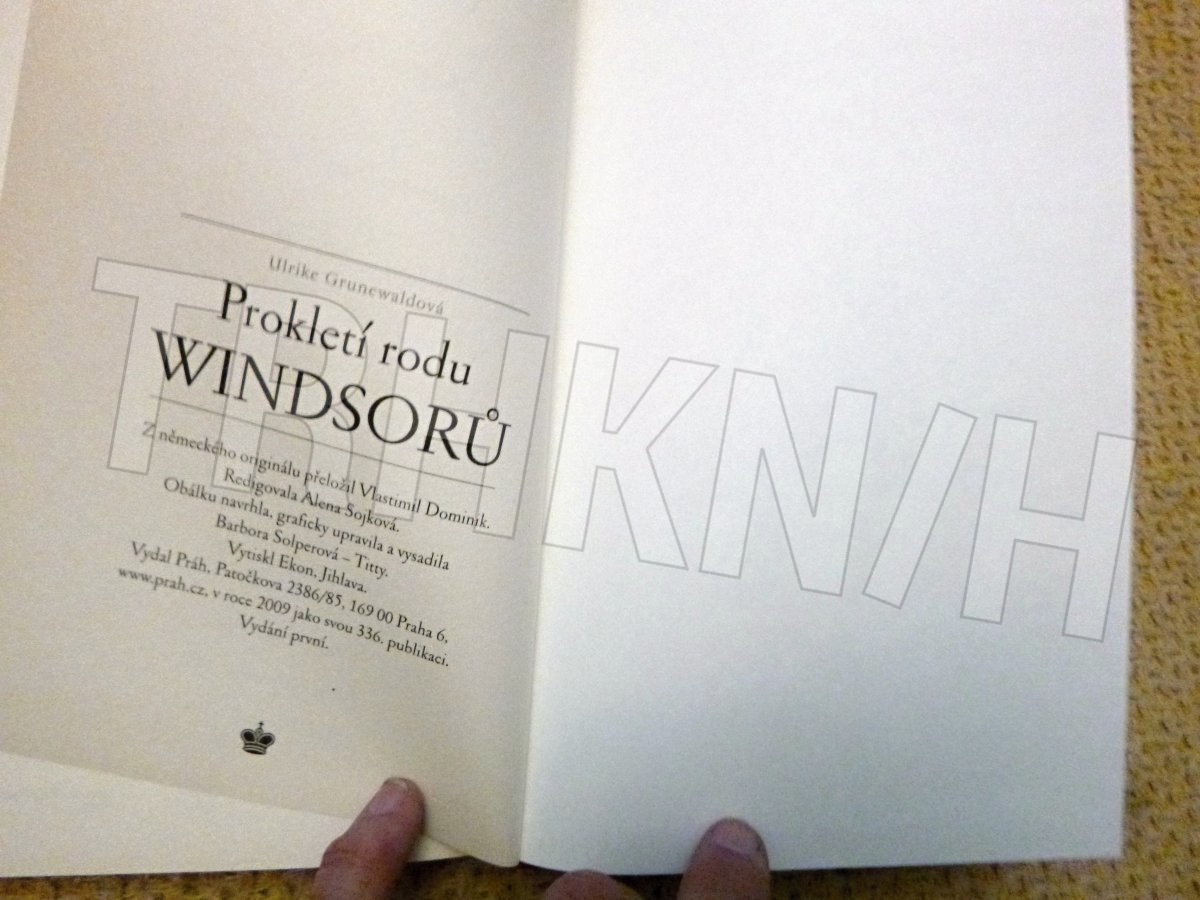 Ulrike Grunewaldová
Prokletí rodu
WINDSORŮ
Z německého originálu přeložil Vlastimil Dominik.
Redigovala Alena Sojková.
Obálku navrhla, graficky upravila a vysadila
Barbora Solperová – Titty.
Vytiskl Ekon, Jihlava.
Vydal Práh, Patočkova 2386/85, 169 00 Praha 6,
www.prah.cz, v roce 2009 jako svou 336. publikaci.
Vydání první.